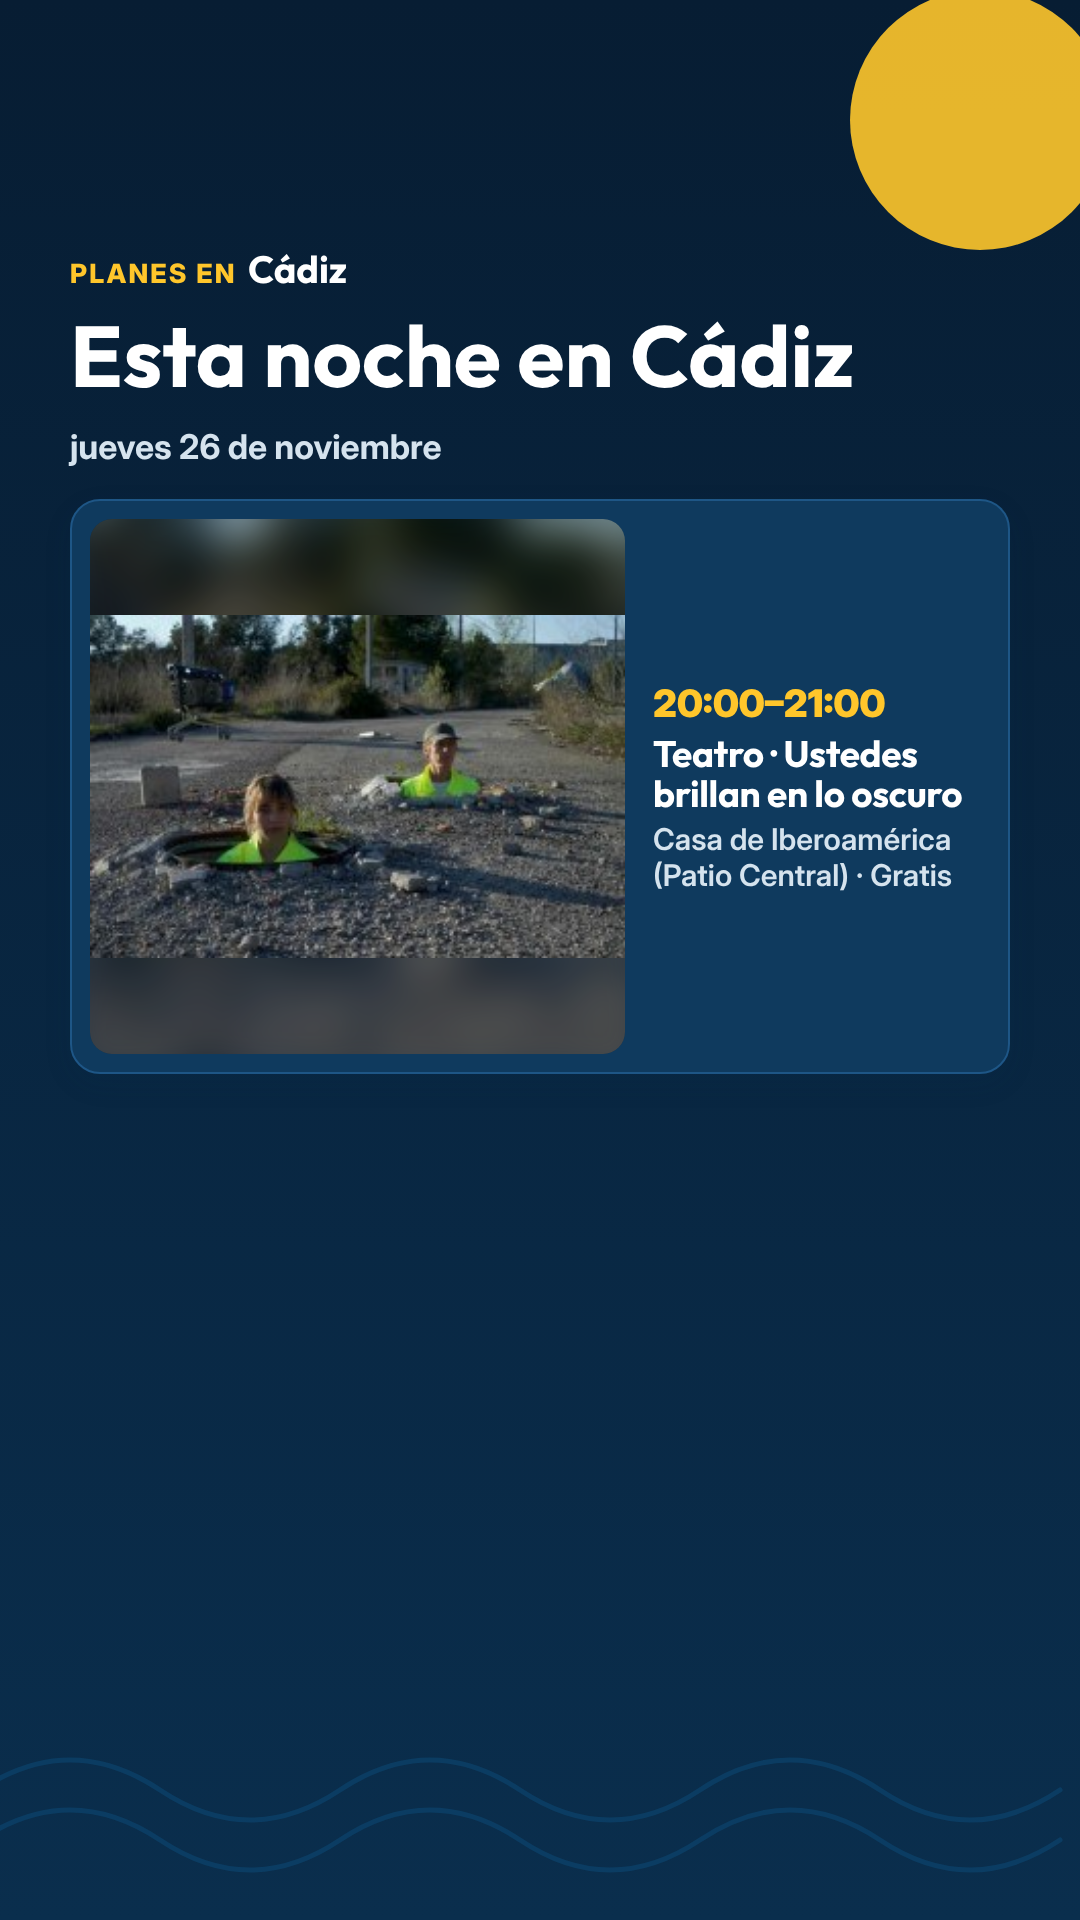 PLANES EN Cádiz
Esta noche en Cádiz
jueves 26 de noviembre
20:00–21:00
Teatro · Ustedes
brillan en lo oscuro
Casa de Iberoamérica
(Patio Central) · Gratis